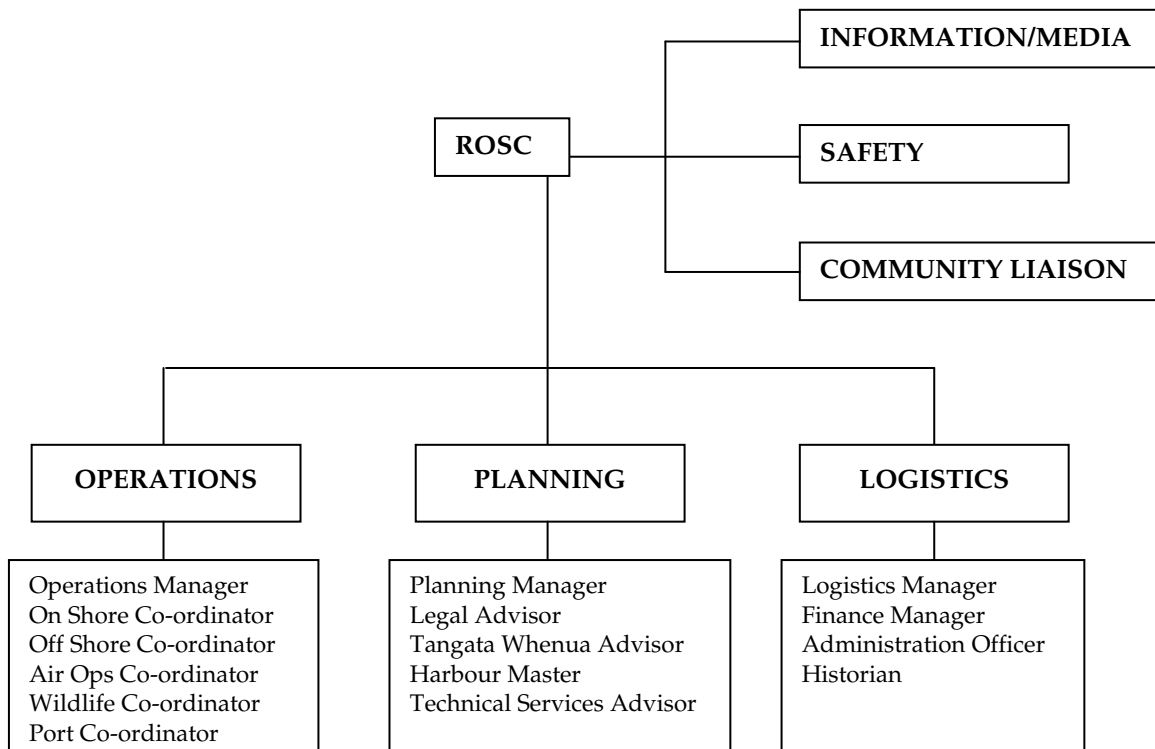 INFORMATION/MEDIA
ROSC
SAFETY
COMMUNITY LIAISON
OPERATIONS
PLANNING
LOGISTICS
Operations Manager
On Shore Co-ordinator
Off Shore Co-ordinator
Air Ops Co-ordinator
Wildlife Co-ordinator
Port Co-ordinator
Planning Manager
Legal Advisor
Tangata Whenua Advisor
Harbour Master
Technical Services Advisor
Logistics Manager
Finance Manager
Administration Officer
Historian